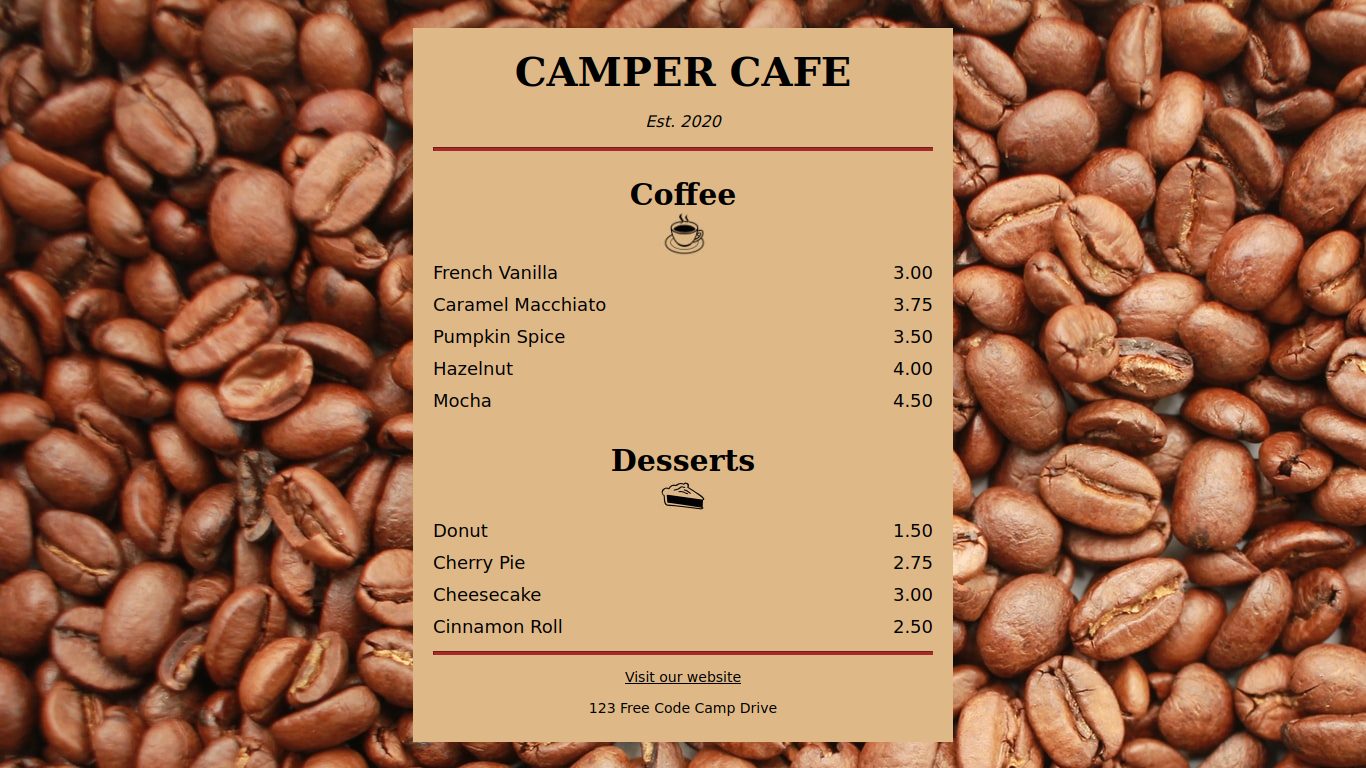 CAMPER CAFE
Est. 2020
Coffee
French Vanilla 3.00
Caramel Macchiato 3.75
Pumpkin Spice 3.50
Hazelnut 4.00
Mocha 4.50
Desserts
Donut 1.50
Cherry Pie 2.75
Cheesecake 3.00
Cinnamon Roll 2.50
Visit our website
123 Free Code Camp Drive